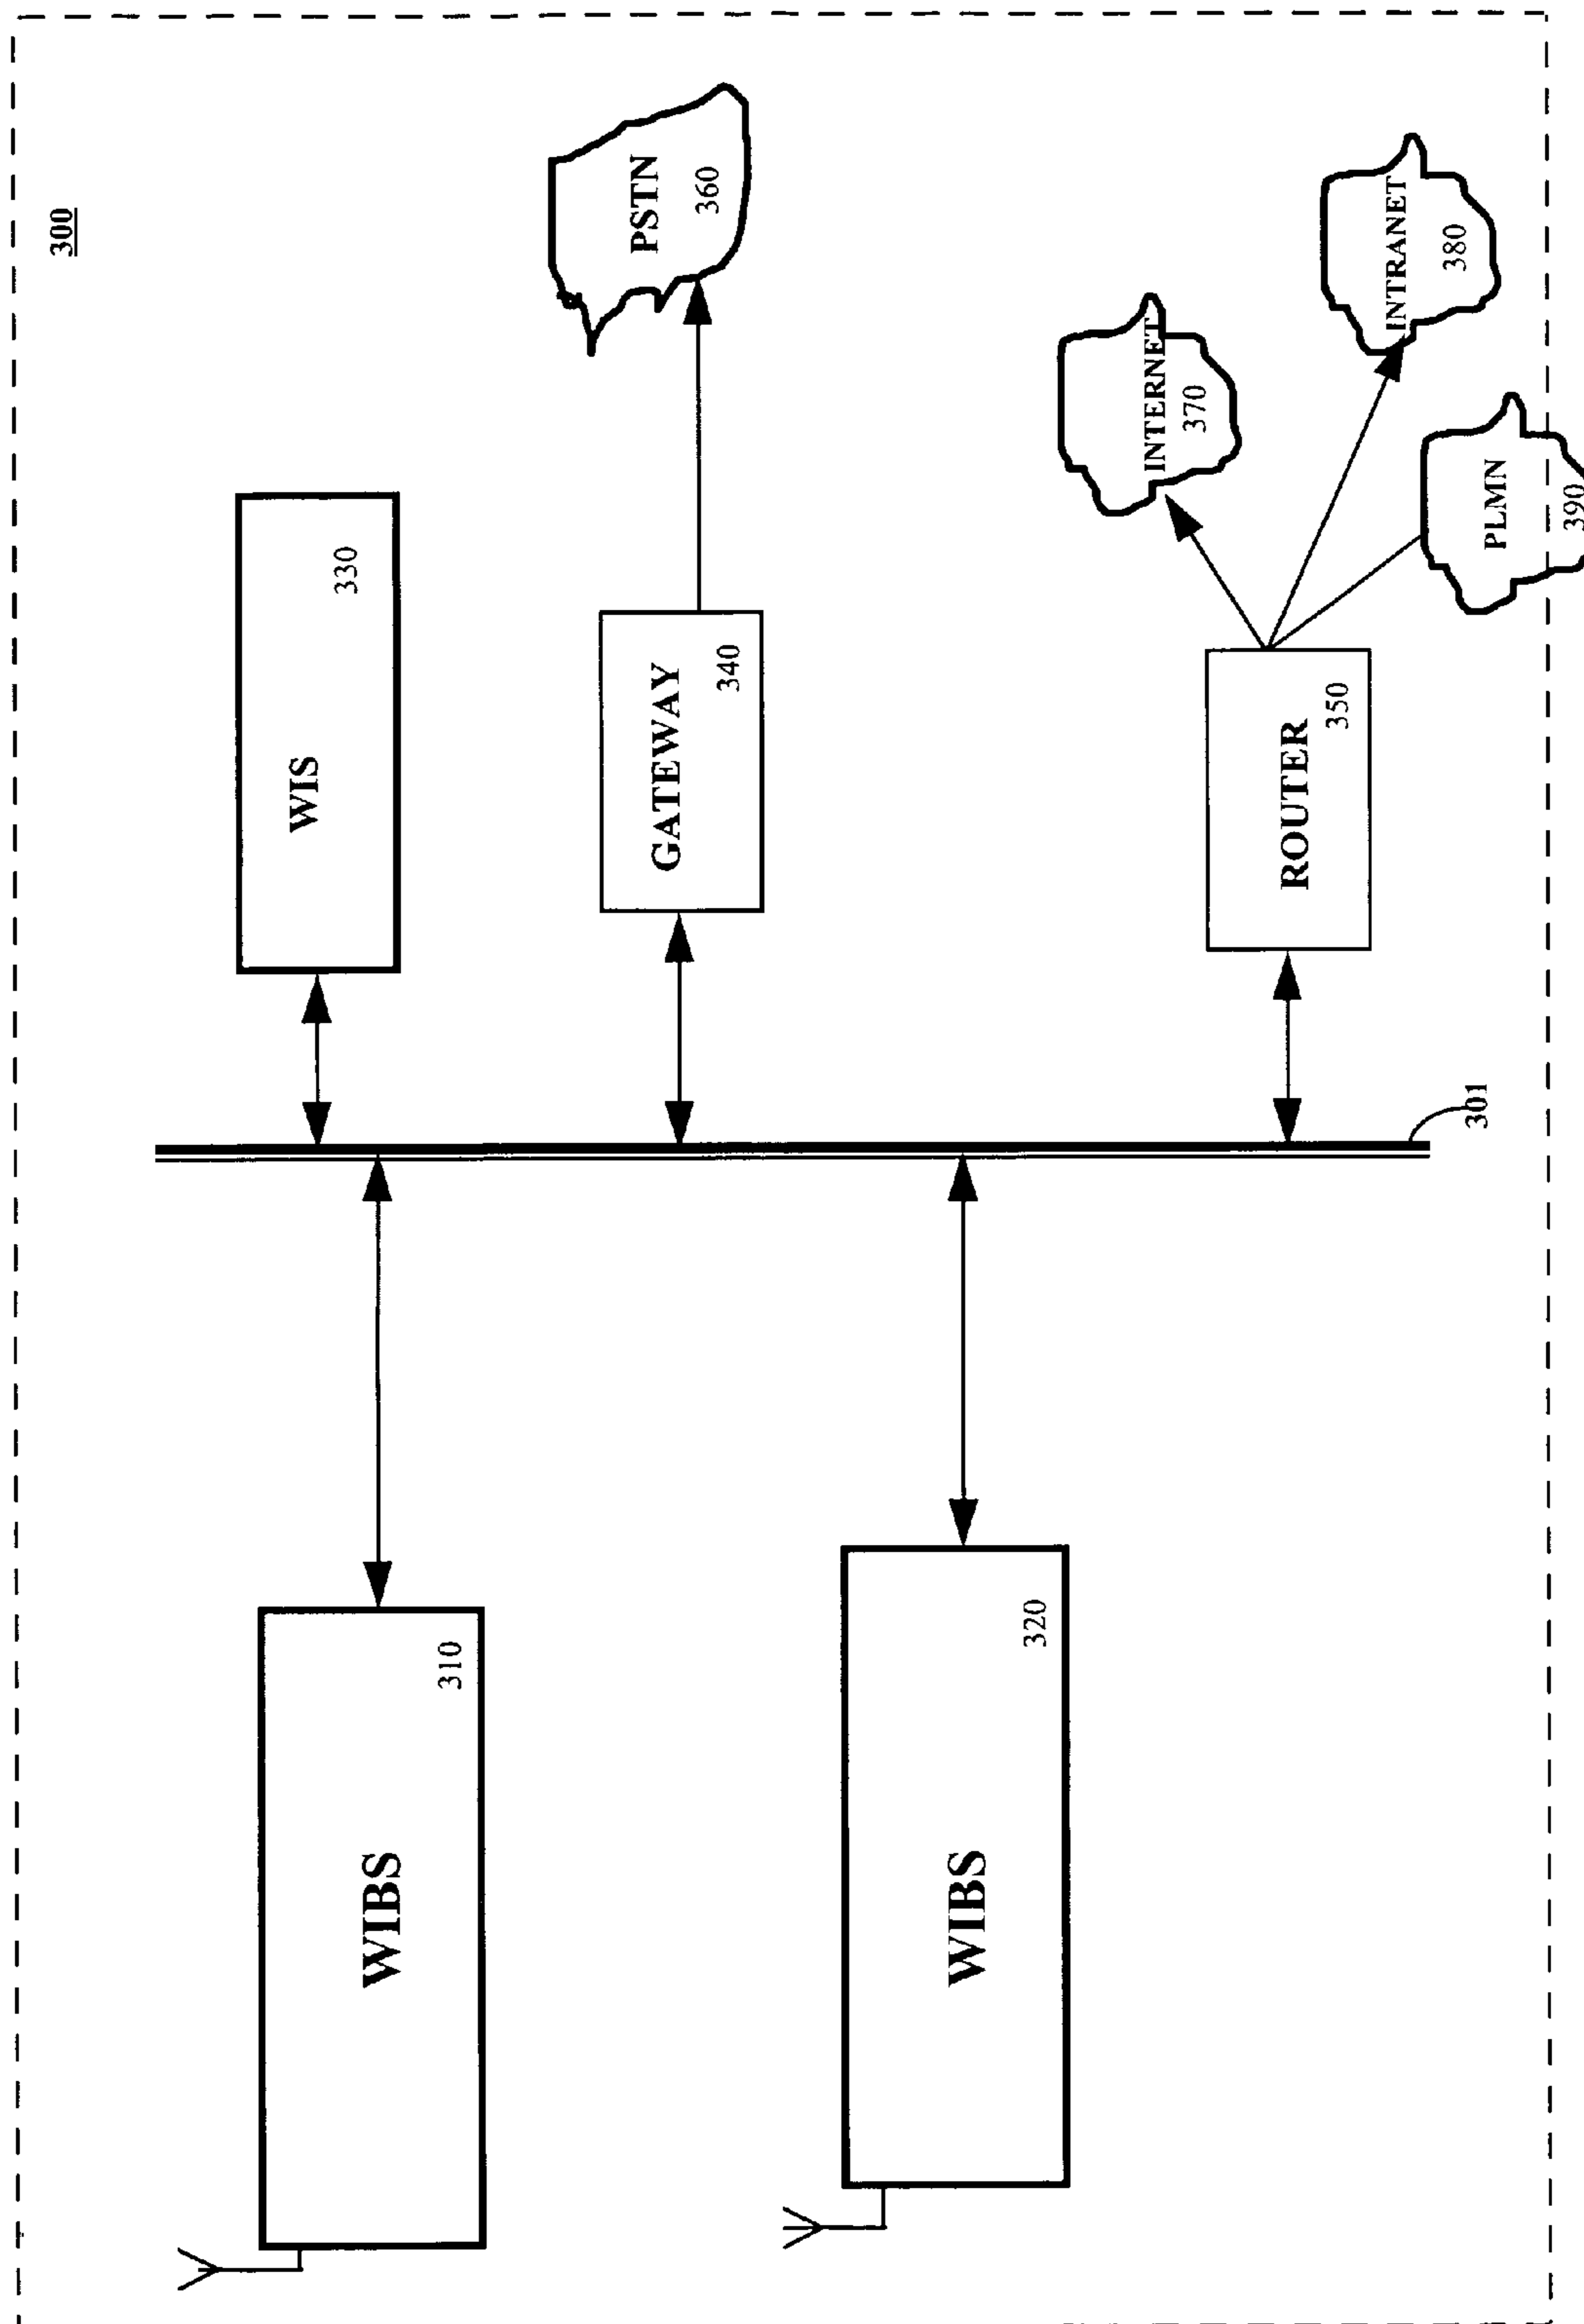 300
WIBS
310
WIBS
320
301
WIS
330
GATEWAY
340
PSTN
360
ROUTER
350
INTERNET
370
INTRANET
380
PLMN
390